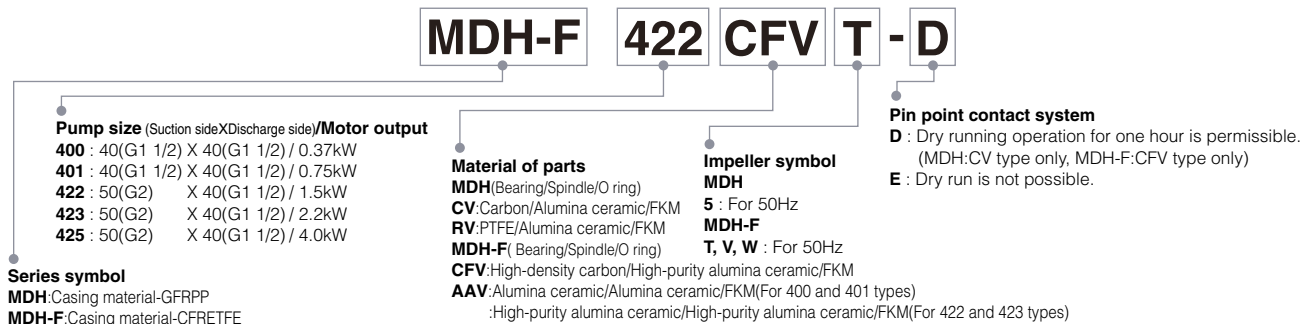 MDH-F 422 CFV T - D
Pump size (Suction sideXDischarge side)/Motor output
400 : 40(G1 1/2) X 40(G1 1/2) / 0.37kW
401 : 40(G1 1/2) X 40(G1 1/2) / 0.75kW
422 : 50(G2) X 40(G1 1/2) / 1.5kW
423 : 50(G2) X 40(G1 1/2) / 2.2kW
425 : 50(G2) X 40(G1 1/2) / 4.0kW
Series symbol
MDH:Casing material-GFRPP
MDH-F:Casing material-CFRETFE
Material of parts
MDH(Bearing/Spindle/O ring)
CV:Carbon/Alumina ceramic/FKM
RV:PTFE/Alumina ceramic/FKM
MDH-F( Bearing/Spindle/O ring)
CFV:High-density carbon/High-purity alumina ceramic/FKM
AAV:Alumina ceramic/Alumina ceramic/FKM(For 400 and 401 types)
:High-purity alumina ceramic/High-purity alumina ceramic/FKM(For 422 and 423 types)
Impeller symbol
MDH
5 : For 50Hz
MDH-F
T, V, W : For 50Hz
Pin point contact system
D : Dry running operation for one hour is permissible.
(MDH:CV type only, MDH-F:CFV type only)
E : Dry run is not possible.